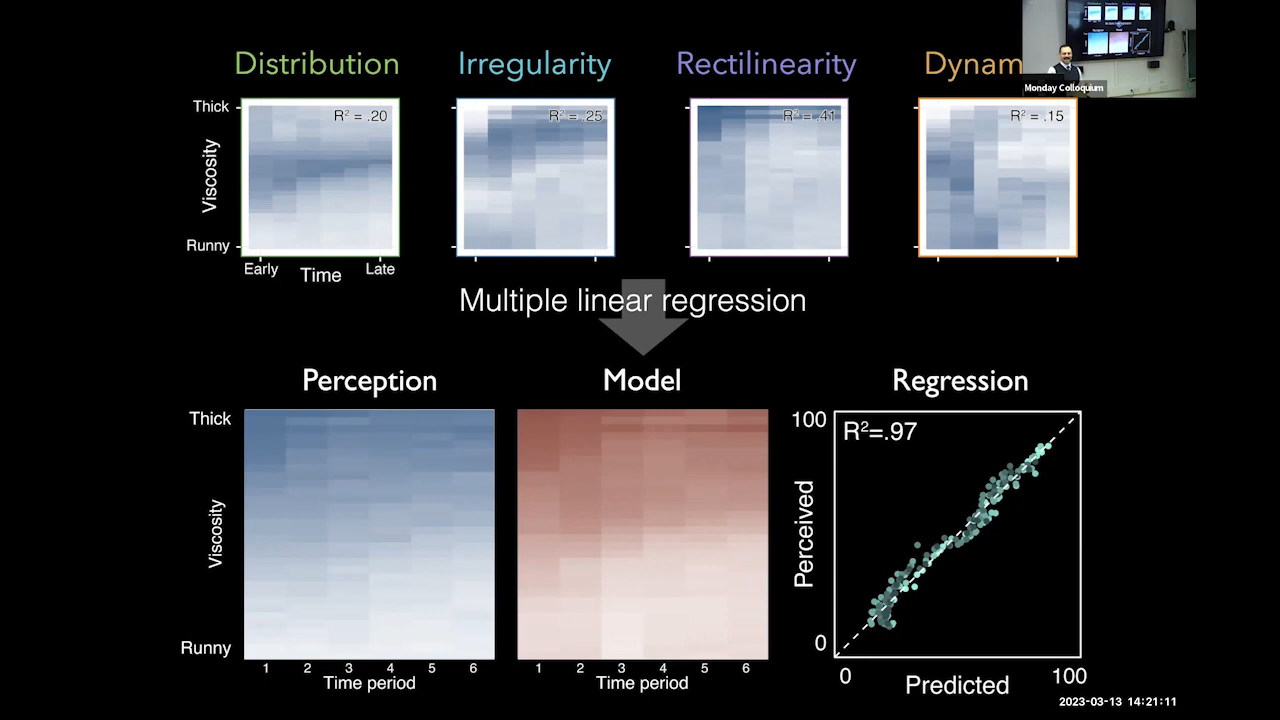 Distribution Irregularity Rectilinearity Dynam
Monday Colloquium
Thick R² = .20 R² = .25 R² = .41 R² = .15
Viscosity
Runny
Early Time Late
Multiple linear regression
Perception Model Regression
Thick 100 R²=.97
Viscosity Perceived
Runny 0
1 2 3 4 5 6 1 2 3 4 5 6 0 100
Time period Time period Predicted
2023-03-13 14:21:11